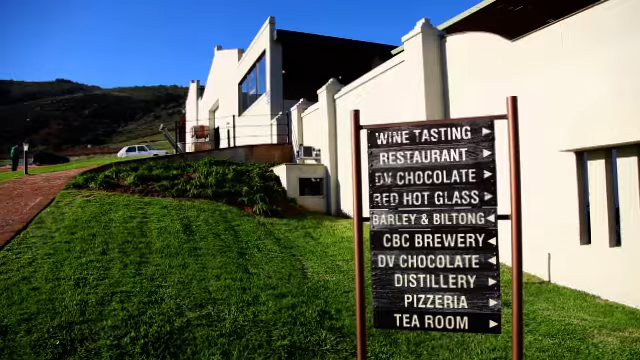 WINE TASTING
RESTAURANT
DV CHOCOLATE
RED HOT GLASS
BARLEY & BILTONG
CBC BREWERY
DV CHOCOLATE
DISTILLERY
PIZZERIA
TEA ROOM